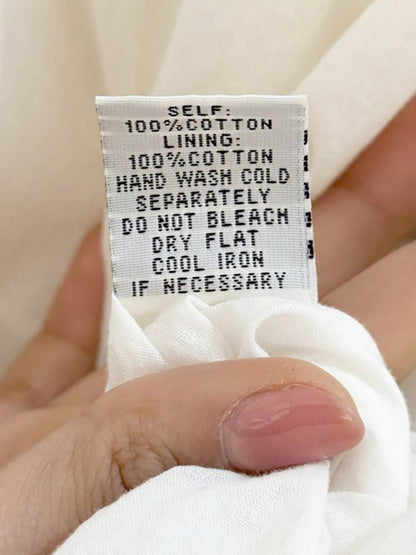 SELF:
100%COTTON
LINING:
100%COTTON
HAND WASH COLD
SEPARATELY
DO NOT BLEACH
DRY FLAT
COOL IRON
IF NECESSARY